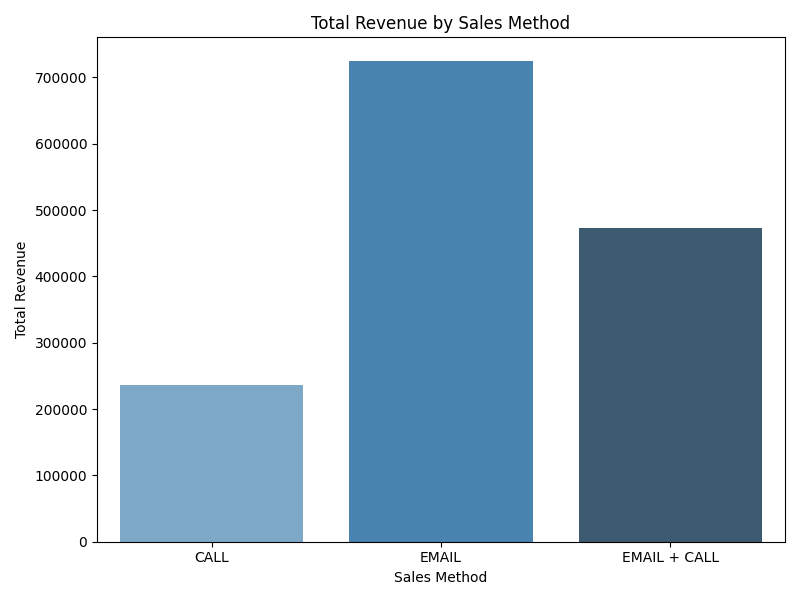 Total Revenue by Sales Method
Total Revenue
700000
600000
500000
400000
300000
200000
100000
0
CALL
EMAIL
EMAIL + CALL
Sales Method